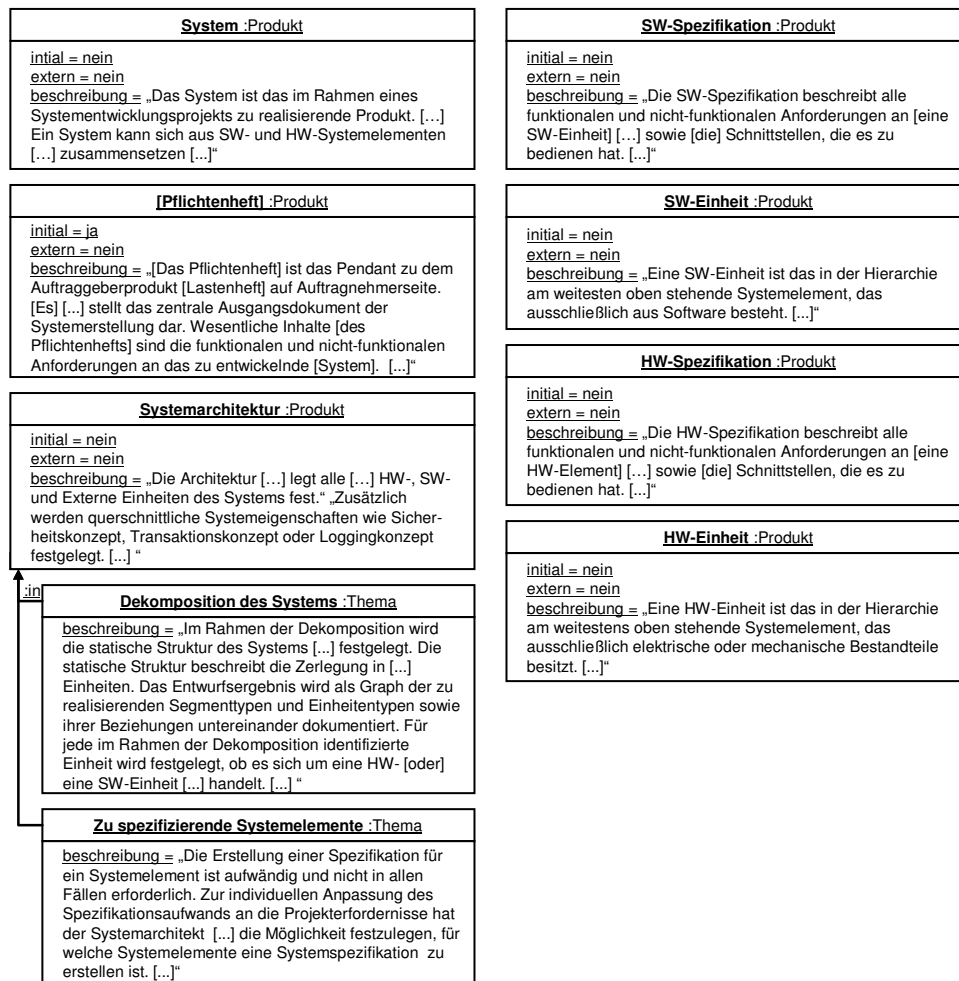 System :Produkt
intial = nein
extern = nein
beschreibung = „Das System ist das im Rahmen eines
Systementwicklungsprojekts zu realisierende Produkt. […]
Ein System kann sich aus SW- und HW-Systemelementen
[…] zusammensetzen [...]“
[Pflichtenheft] :Produkt
initial = ja
extern = nein
beschreibung = „[Das Pflichtenheft] ist das Pendant zu dem
Auftraggeberprodukt [Lastenheft] auf Auftragnehmerseite.
[Es] [...] stellt das zentrale Ausgangsdokument der
Systemerstellung dar. Wesentliche Inhalte [des
Pflichtenhefts] sind die funktionalen und nicht-funktionalen
Anforderungen an das zu entwickelnde [System]. [...]“
Systemarchitektur :Produkt
initial = nein
extern = nein
beschreibung = „Die Architektur […] legt alle […] HW-, SW-
und Externe Einheiten des Systems fest.“ „Zusätzlich
werden querschnittliche Systemeigenschaften wie Sicher-
heitskonzept, Transaktionskonzept oder Loggingkonzept
festgelegt. [...] “
:in
Dekomposition des Systems :Thema
beschreibung = „Im Rahmen der Dekomposition wird
die statische Struktur des Systems [...] festgelegt. Die
statische Struktur beschreibt die Zerlegung in [...]
Einheiten. Das Entwurfsergebnis wird als Graph der zu
realisierenden Segmenttypen und Einheitentypen sowie
ihrer Beziehungen untereinander dokumentiert. Für
jede im Rahmen der Dekomposition identifizierte
Einheit wird festgelegt, ob es sich um eine HW- [oder]
eine SW-Einheit [...] handelt. [...] “
Zu spezifizierende Systemelemente :Thema
beschreibung = „Die Erstellung einer Spezifikation für
ein Systemelement ist aufwändig und nicht in allen
Fällen erforderlich. Zur individuellen Anpassung des
Spezifikationsaufwands an die Projekterfordernisse hat
der Systemarchitekt [...] die Möglichkeit festzulegen, für
welche Systemelemente eine Systemspezifikation zu
erstellen ist. [...]“
SW-Spezifikation :Produkt
initial = nein
extern = nein
beschreibung = „Die SW-Spezifikation beschreibt alle
funktionalen und nicht-funktionalen Anforderungen an [eine
SW-Einheit] […] sowie [die] Schnittstellen, die es zu
bedienen hat. [...]“
SW-Einheit :Produkt
initial = nein
extern = nein
beschreibung = „Eine SW-Einheit ist das in der Hierarchie
am weitesten oben stehende Systemelement, das
ausschließlich aus Software besteht. [...]“
HW-Spezifikation :Produkt
initial = nein
extern = nein
beschreibung = „Die HW-Spezifikation beschreibt alle
funktionalen und nicht-funktionalen Anforderungen an [eine
HW-Element] […] sowie [die] Schnittstellen, die es zu
bedienen hat. [...]“
HW-Einheit :Produkt
initial = nein
extern = nein
beschreibung = „Eine HW-Einheit ist das in der Hierarchie
am weitestens oben stehende Systemelement, das
ausschließlich elektrische oder mechanische Bestandteile
besitzt. [...]“